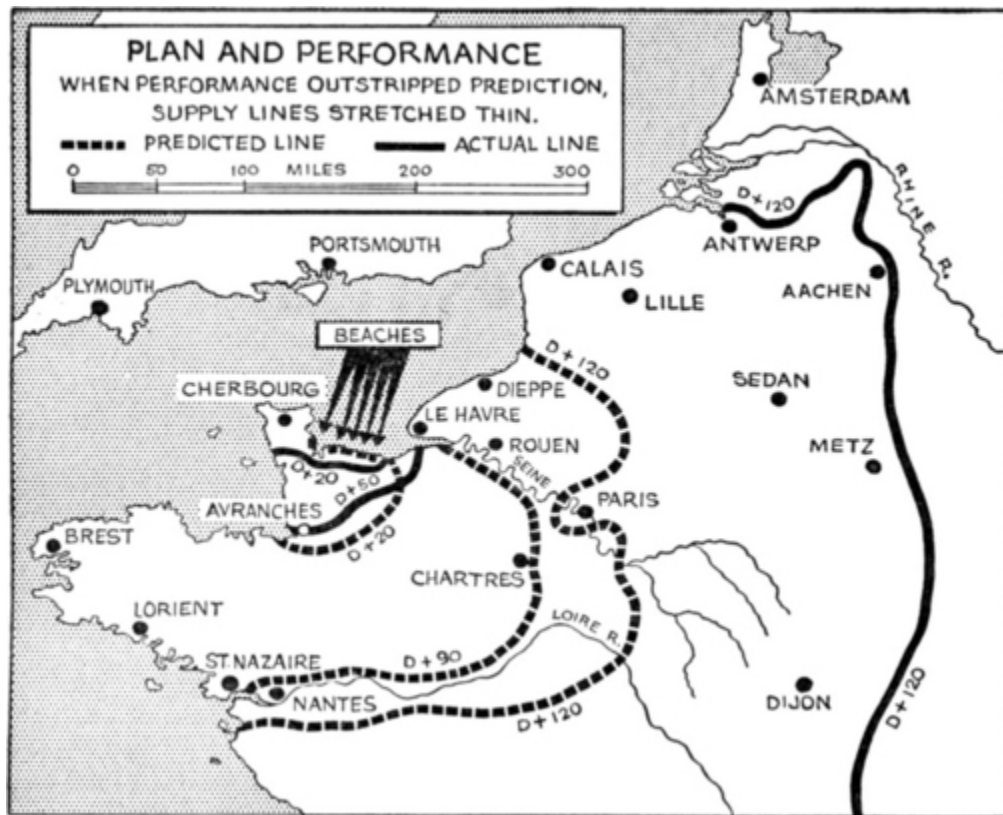 PLAN AND PERFORMANCE
WHEN PERFORMANCE OUTSTRIPPED PREDICTION,
SUPPLY LINES STRETCHED THIN.
PREDICTED LINE ACTUAL LINE
0 50 100 MILES 200 300
AMSTERDAM
RHINE R.
D+120
ANTWERP
PORTSMOUTH
CALAIS
AACHEN
PLYMOUTH
LILLE
BEACHES
D+120
CHERBOURG
DIEPPE
SEDAN
LE HAVRE
ROUEN
METZ
D+20
D+50
SEINE
AVRANCHES
PARIS
D+20
BREST
CHARTRES
LORIENT
LOIRE R.
ST. NAZAIRE
D+90
NANTES
D+120
DIJON
D+120